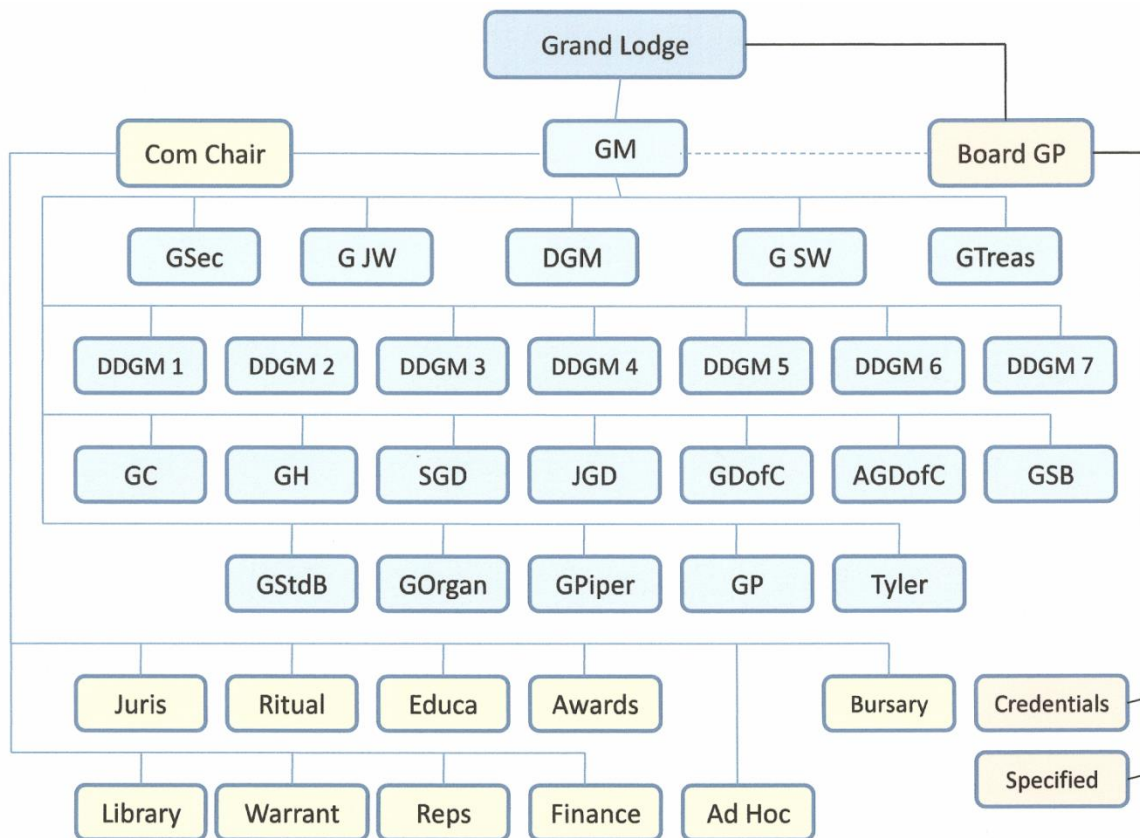 Grand Lodge
Com Chair
GM
Board GP
GSec
G JW
DGM
G SW
GTreas
DDGM 1
DDGM 2
DDGM 3
DDGM 4
DDGM 5
DDGM 6
DDGM 7
GC
GH
SGD
JGD
GDofC
AGDofC
GSB
GStdB
GOrgan
GPiper
GP
Tyler
Juris
Ritual
Educa
Awards
Bursary
Credentials
Specified
Library
Warrant
Reps
Finance
Ad Hoc